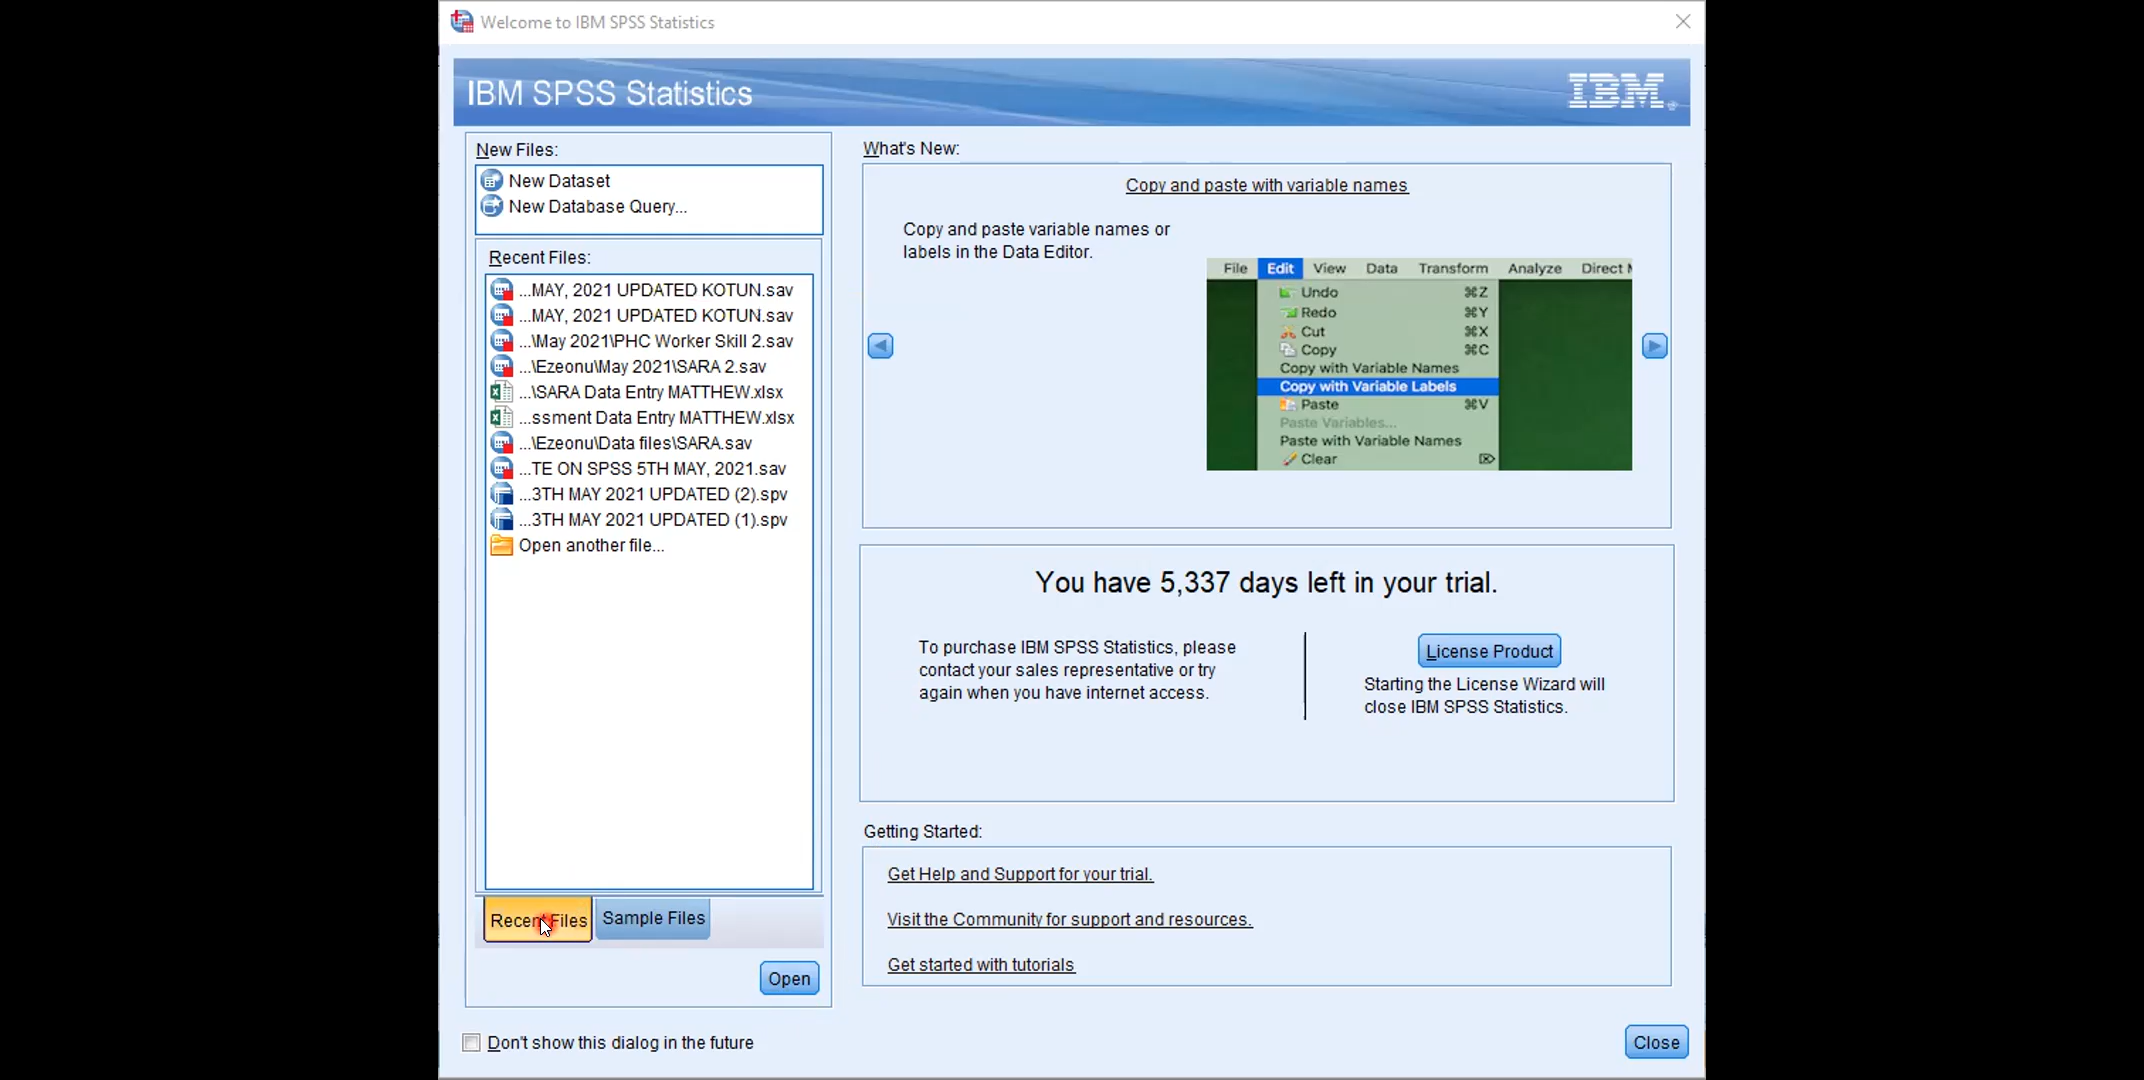 Welcome to IBM SPSS Statistics
IBM SPSS Statistics
IBM
New Files:
New Dataset
New Database Query...
Recent Files:
...MAY, 2021 UPDATED KOTUN.sav
...MAY, 2021 UPDATED KOTUN.sav
...\May 2021\PHC Worker Skill 2.sav
...\Ezeonu\May 2021\SARA 2.sav
...\SARA Data Entry MATTHEW.xlsx
...ssment Data Entry MATTHEW.xlsx
...\Ezeonu\Data files\SARA.sav
...TE ON SPSS 5TH MAY, 2021.sav
...3TH MAY 2021 UPDATED (2).spv
...3TH MAY 2021 UPDATED (1).spv
Open another file...
Recent Files
Sample Files
Open
Don't show this dialog in the future
What's New:
Copy and paste with variable names
Copy and paste variable names or
labels in the Data Editor.
File Edit View Data Transform Analyze Direct M
Undo ⌘Z
Redo ⌘Y
Cut ⌘X
Copy ⌘C
Copy with Variable Names
Copy with Variable Labels
Paste ⌘V
Paste Variables...
Paste with Variable Names
Clear ⌦
You have 5,337 days left in your trial.
To purchase IBM SPSS Statistics, please
contact your sales representative or try
again when you have internet access.
License Product
Starting the License Wizard will
close IBM SPSS Statistics.
Getting Started:
Get Help and Support for your trial.
Visit the Community for support and resources.
Get started with tutorials
Close